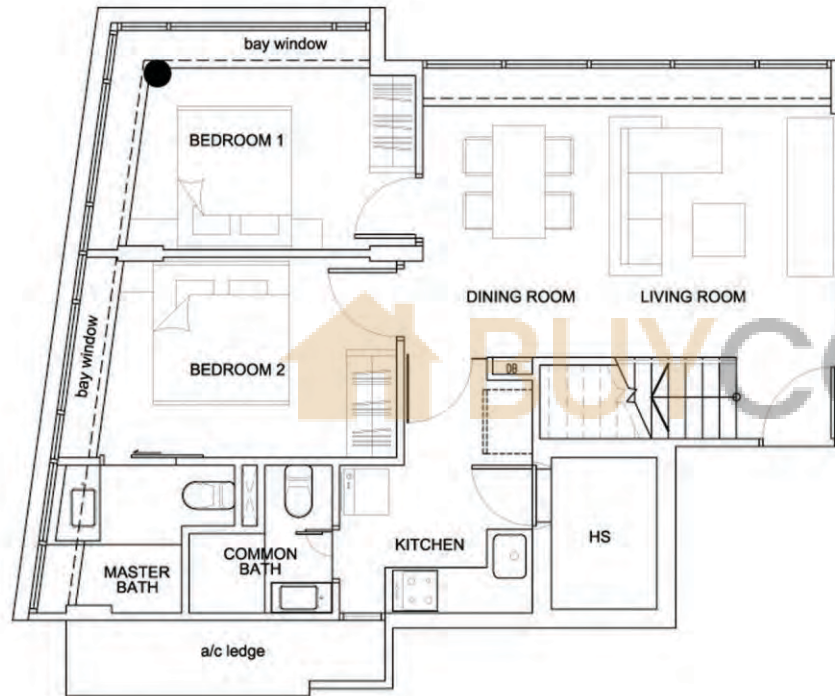 bay window
BEDROOM 1
DINING ROOM
LIVING ROOM
bay window
BEDROOM 2
DB
BUYCO
KITCHEN
HS
COMMON
BATH
MASTER
BATH
a/c ledge